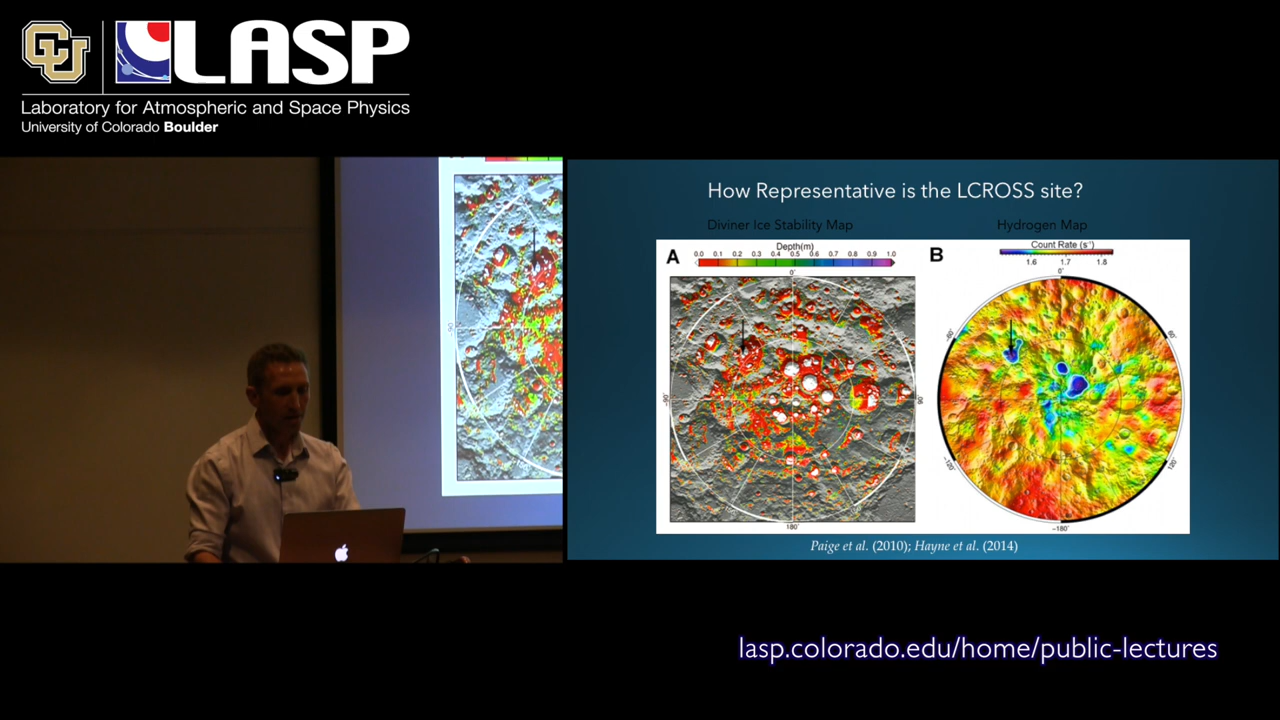 CU
LASP
Laboratory for Atmospheric and Space Physics
University of Colorado Boulder
How Representative is the LCROSS site?
Diviner Ice Stability Map
Hydrogen Map
A
Depth(m)
0.0 0.1 0.2 0.3 0.4 0.5 0.6 0.7 0.8 0.9 1.0
0°
-90°
90°
180°
B
Count Rate (s⁻¹)
1.6 1.7 1.8
0°
-60°
60°
-120°
120°
-180°
Paige et al. (2010); Hayne et al. (2014)
-90
lasp.colorado.edu/home/public-lectures